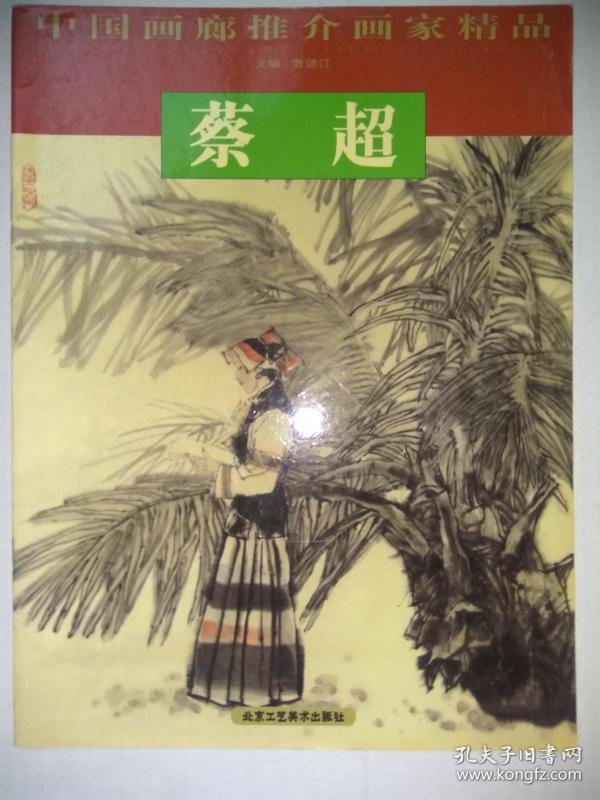 中国画廊推介画家精品
主编 贾德江
蔡 超
北京工艺美术出版社
孔夫子旧书网
www.kongfz.com